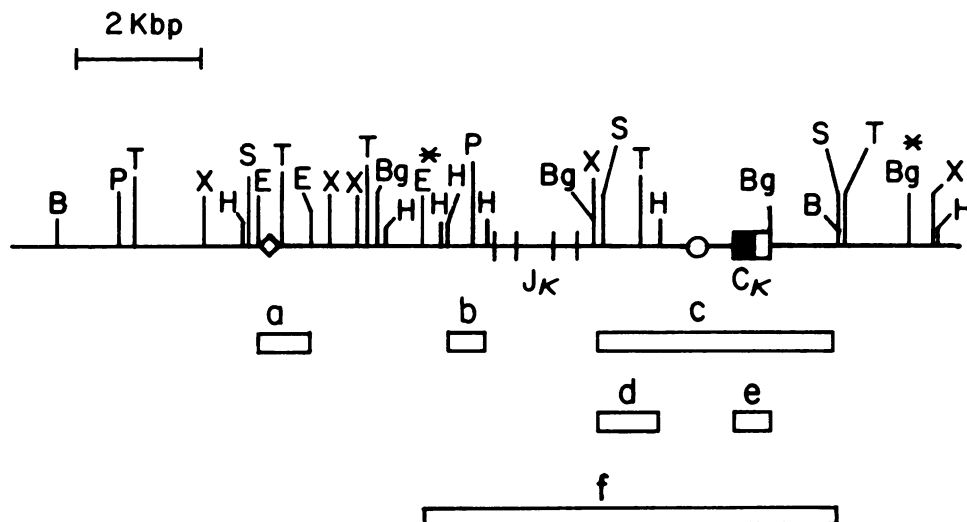 2 Kbp
B P T X H S E T E X X T Bg H E * H H P H Bg X S T H Bg S B T Bg * X H
Jκ Cκ
a b c
d e
f